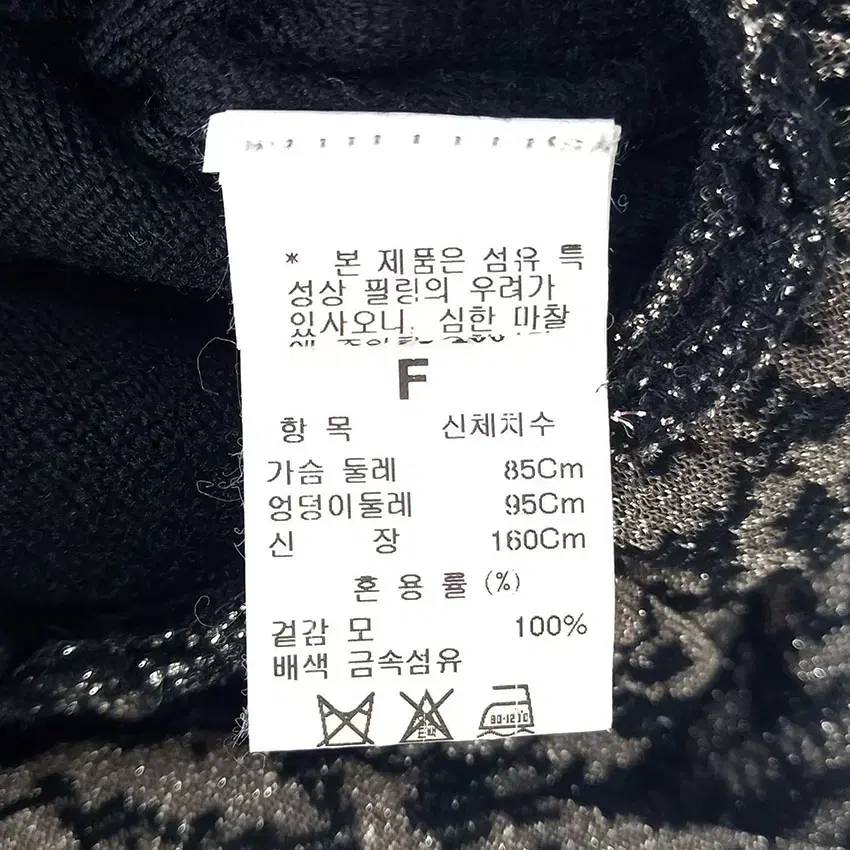 * 본 제품은 섬유 특
성상 필링의 우려가
있사오니, 심한 마찰
F
항 목 신체치수
가슴 둘레 85Cm
엉덩이둘레 95Cm
신 장 160Cm
혼 용 률 (%)
겉감 모 100%
배색 금속섬유